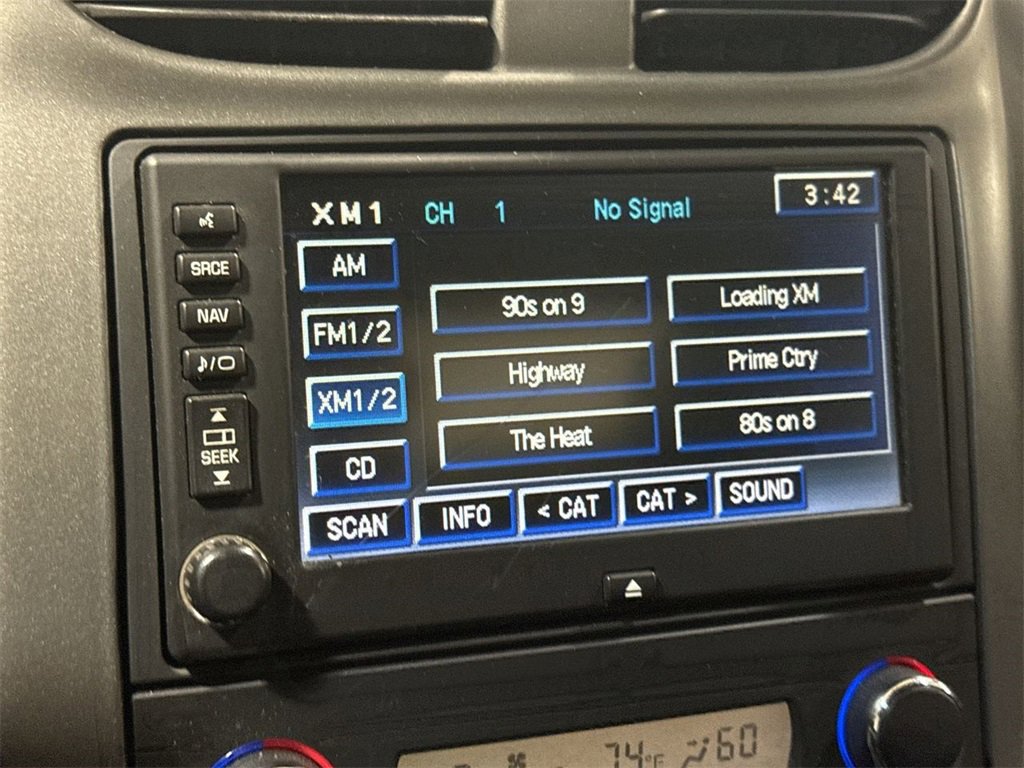 XM1 CH 1 No Signal 3:42
AM
90s on 9 Loading XM
SRCE
NAV
FM1/2
Highway Prime Ctry
XM1/2
The Heat 80s on 8
SEEK
CD
SCAN INFO < CAT CAT > SOUND
74°F 60